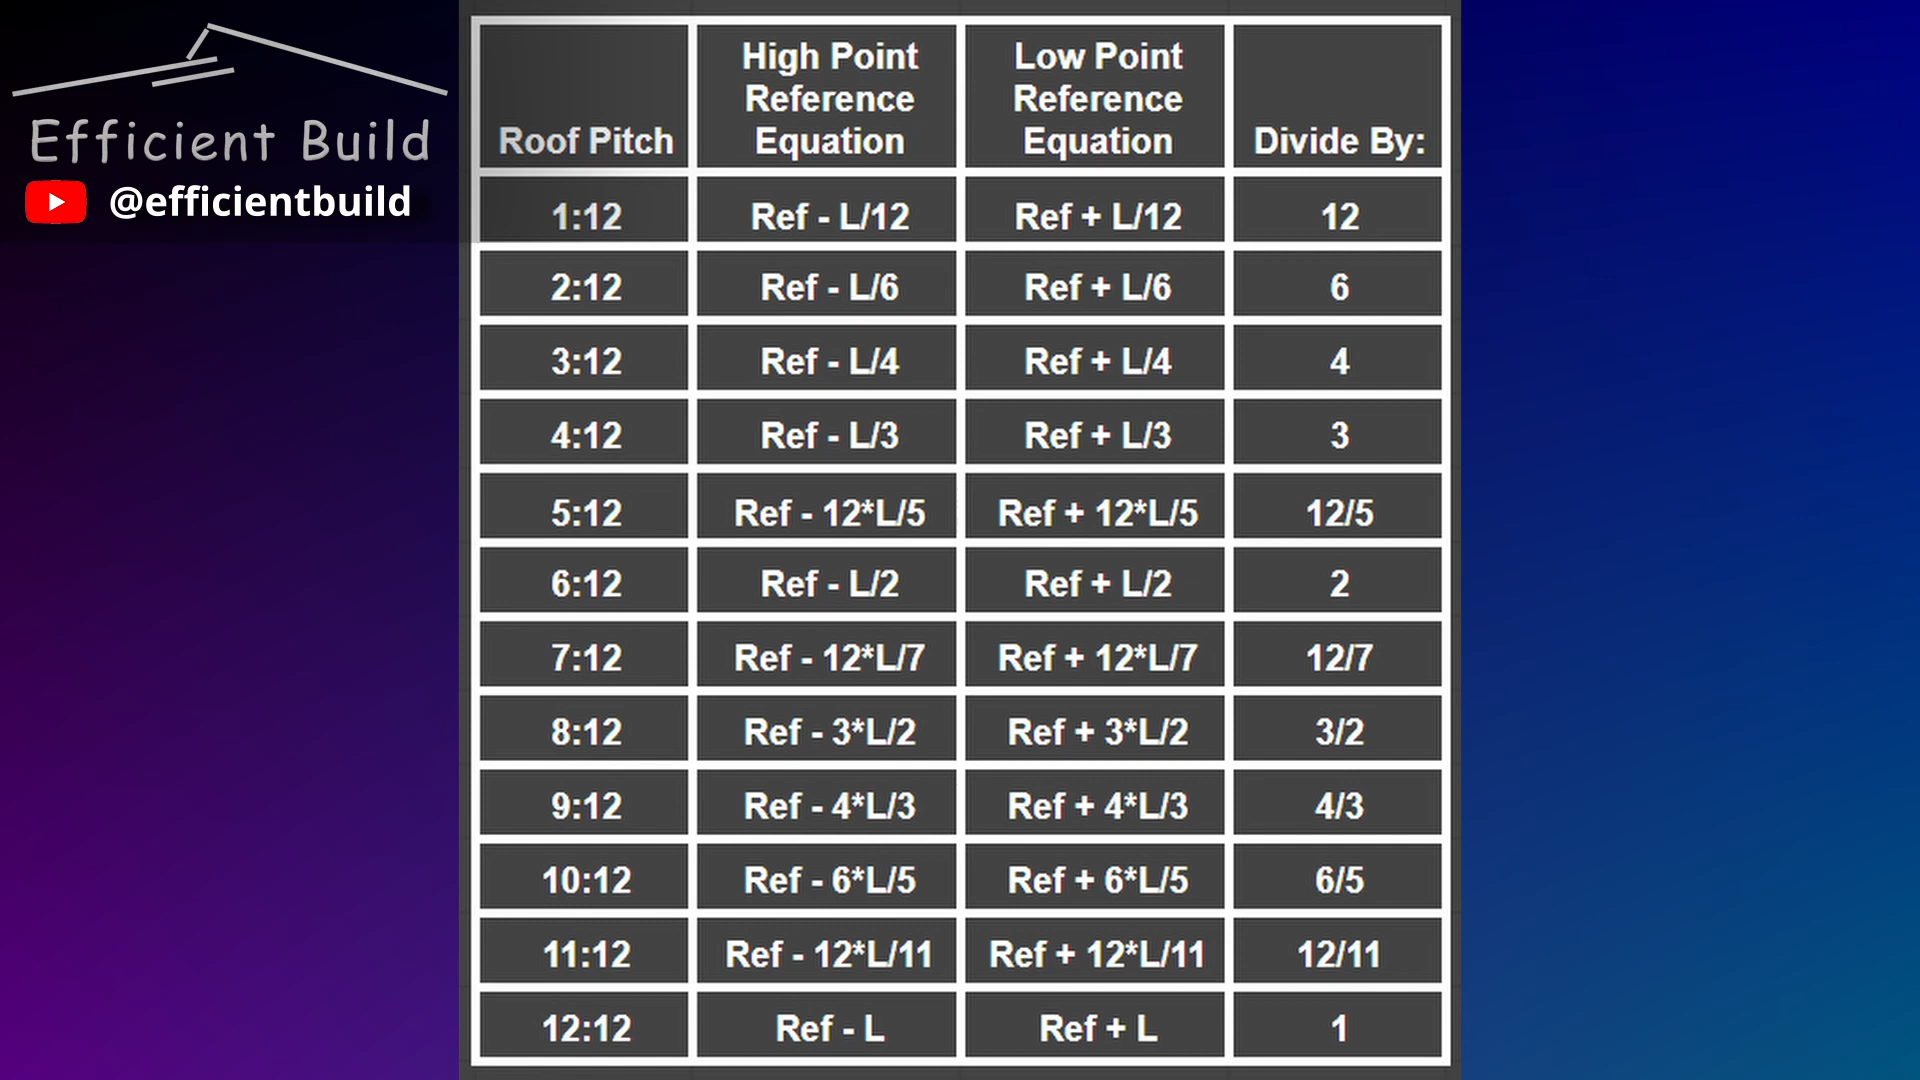 Efficient Build
@efficientbuild
Roof Pitch | High Point Reference Equation | Low Point Reference Equation | Divide By:
1:12 | Ref - L/12 | Ref + L/12 | 12
2:12 | Ref - L/6 | Ref + L/6 | 6
3:12 | Ref - L/4 | Ref + L/4 | 4
4:12 | Ref - L/3 | Ref + L/3 | 3
5:12 | Ref - 12*L/5 | Ref + 12*L/5 | 12/5
6:12 | Ref - L/2 | Ref + L/2 | 2
7:12 | Ref - 12*L/7 | Ref + 12*L/7 | 12/7
8:12 | Ref - 3*L/2 | Ref + 3*L/2 | 3/2
9:12 | Ref - 4*L/3 | Ref + 4*L/3 | 4/3
10:12 | Ref - 6*L/5 | Ref + 6*L/5 | 6/5
11:12 | Ref - 12*L/11 | Ref + 12*L/11 | 12/11
12:12 | Ref - L | Ref + L | 1